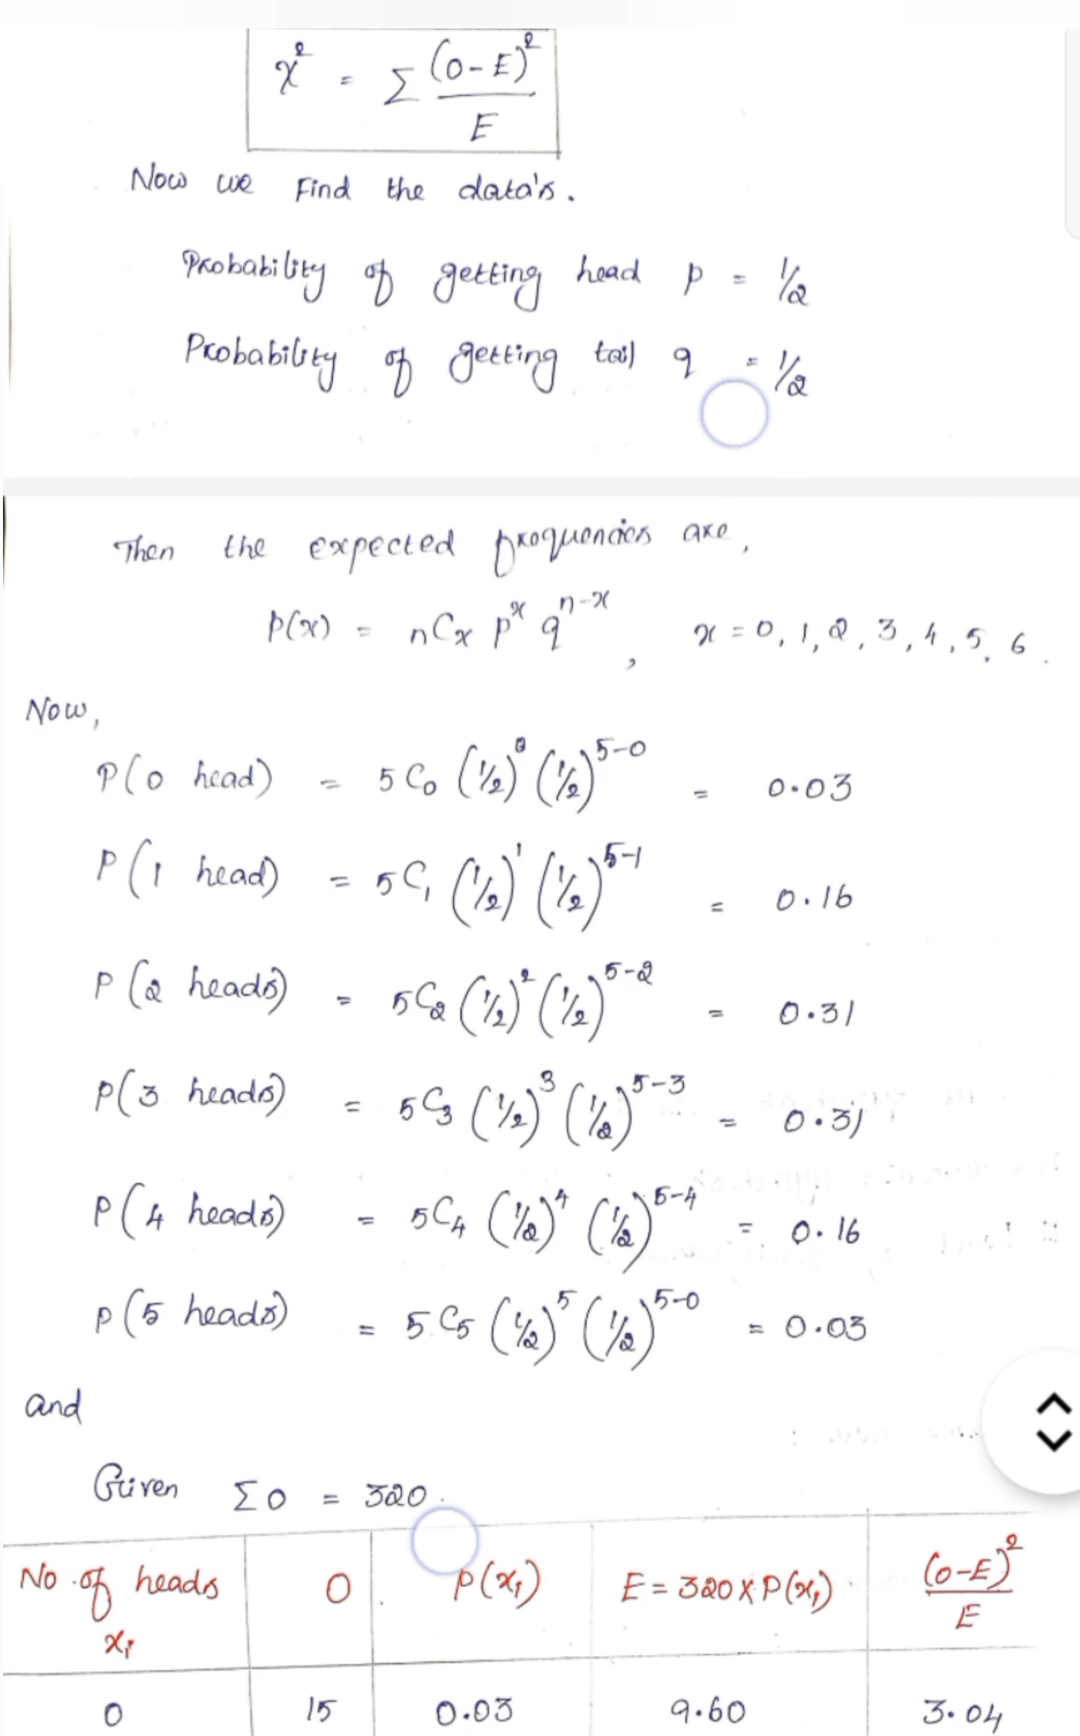 χ² = Σ (O-E)² / E
Now we Find the data's.
Probability of getting head p = 1/2
Probability of getting tail q = 1/2
Then the expected frequencies are,
P(x) = nCx p^x q^(n-x), x = 0, 1, 2, 3, 4, 5, 6.
Now,
P(0 head) = 5C0 (1/2)^0 (1/2)^(5-0) = 0.03
P(1 head) = 5C1 (1/2)^1 (1/2)^(5-1) = 0.16
P(2 heads) = 5C2 (1/2)^2 (1/2)^(5-2) = 0.31
P(3 heads) = 5C3 (1/2)^3 (1/2)^(5-3) = 0.31
P(4 heads) = 5C4 (1/2)^4 (1/2)^(5-4) = 0.16
P(5 heads) = 5C5 (1/2)^5 (1/2)^(5-0) = 0.03
and
Given ΣO = 320.
No. of heads xi O P(xi) E = 320 x P(xi) (O-E)² / E
0 15 0.03 9.60 3.04